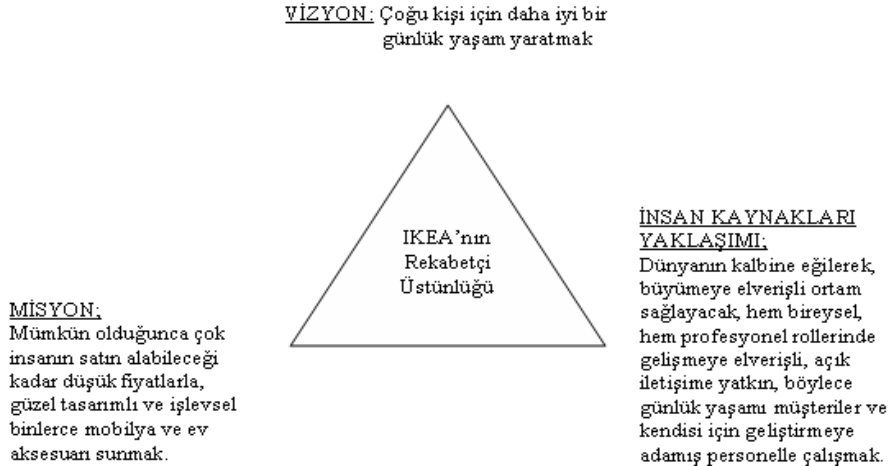 VİZYON: Çoğu kişi için daha iyi bir
günlük yaşam yaratmak
IKEA’nın
Rekabetçi
Üstünlüğü
MİSYON;
Mümkün olduğunca çok
insanın satın alabileceği
kadar düşük fiyatlarla,
güzel tasarımlı ve işlevsel
binlerce mobilya ve ev
aksesuarı sunmak.
İNSAN KAYNAKLARI
YAKLAŞIMI;
Dünyanın kalbine eğilerek,
büyümeye elverişli ortam
sağlayacak, hem bireysel,
hem profesyonel rollerinde
gelişmeye elverişli, açık
iletişime yatkın, böylece
günlük yaşamı müşteriler ve
kendisi için geliştirmeye
adamış personelle çalışmak.